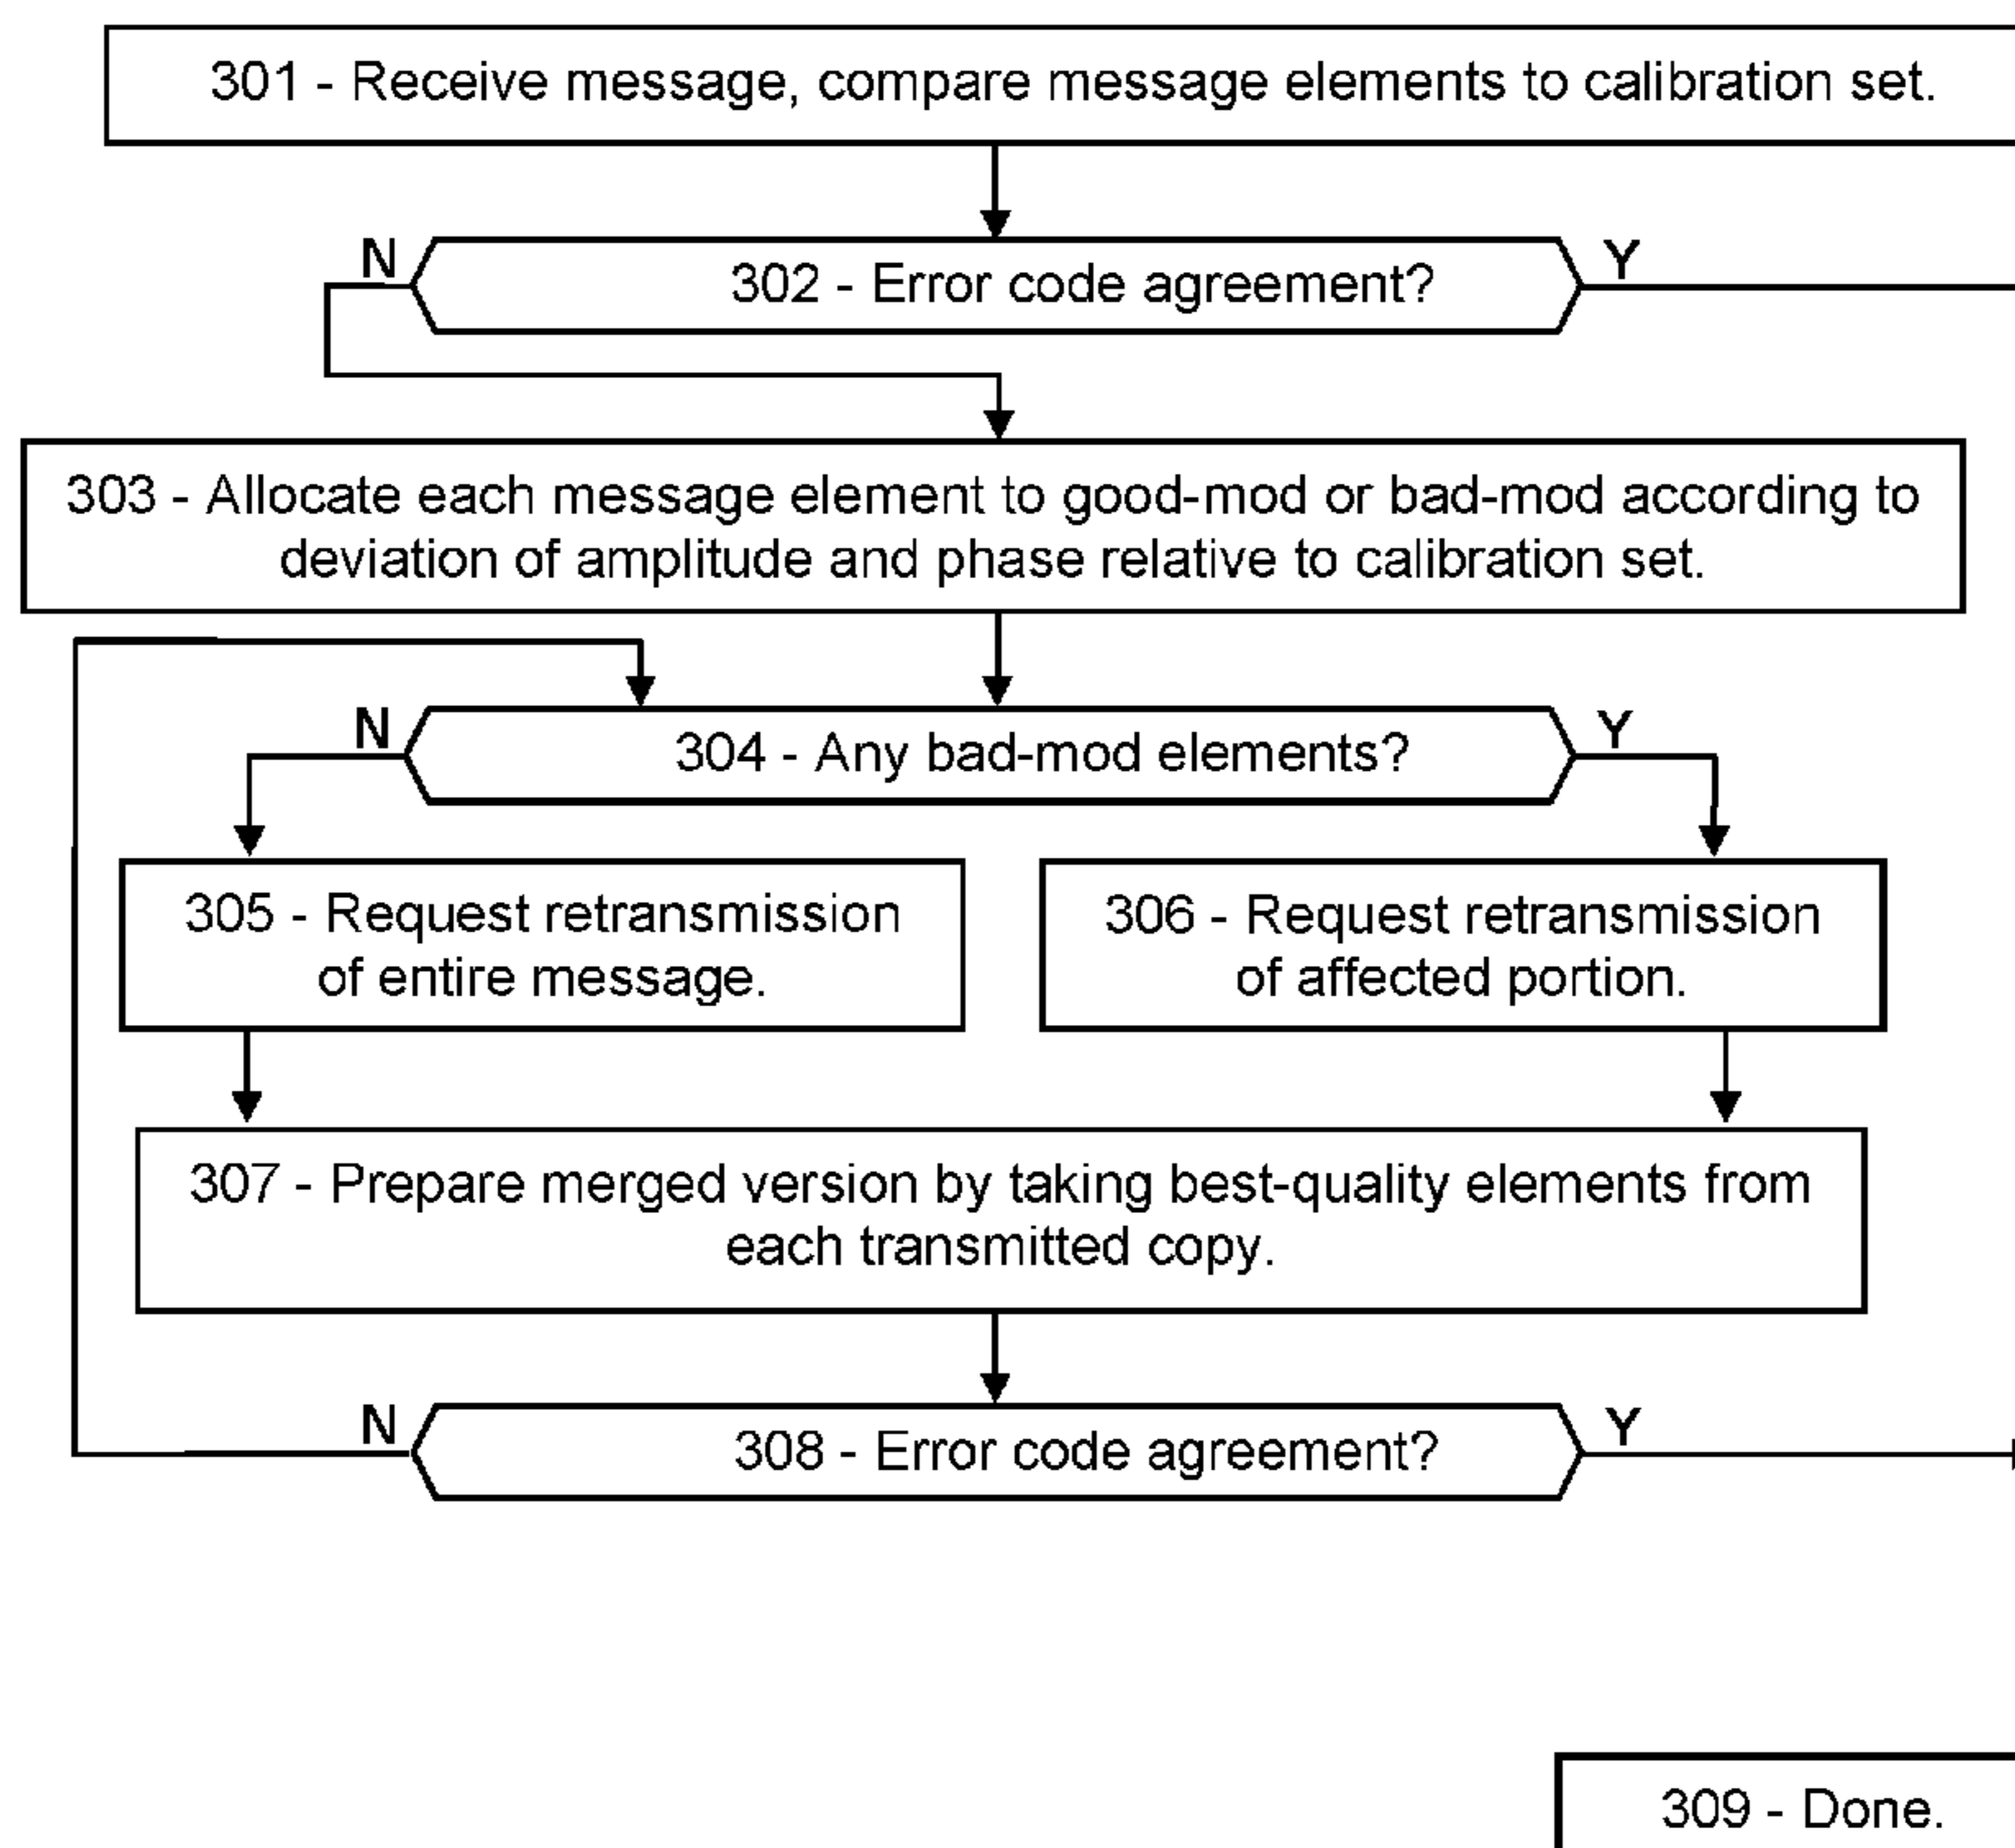 301 - Receive message, compare message elements to calibration set.
N
302 - Error code agreement?
Y
303 - Allocate each message element to good-mod or bad-mod according to
deviation of amplitude and phase relative to calibration set.
N
304 - Any bad-mod elements?
Y
305 - Request retransmission
of entire message.
306 - Request retransmission
of affected portion.
307 - Prepare merged version by taking best-quality elements from
each transmitted copy.
N
308 - Error code agreement?
Y
309 - Done.